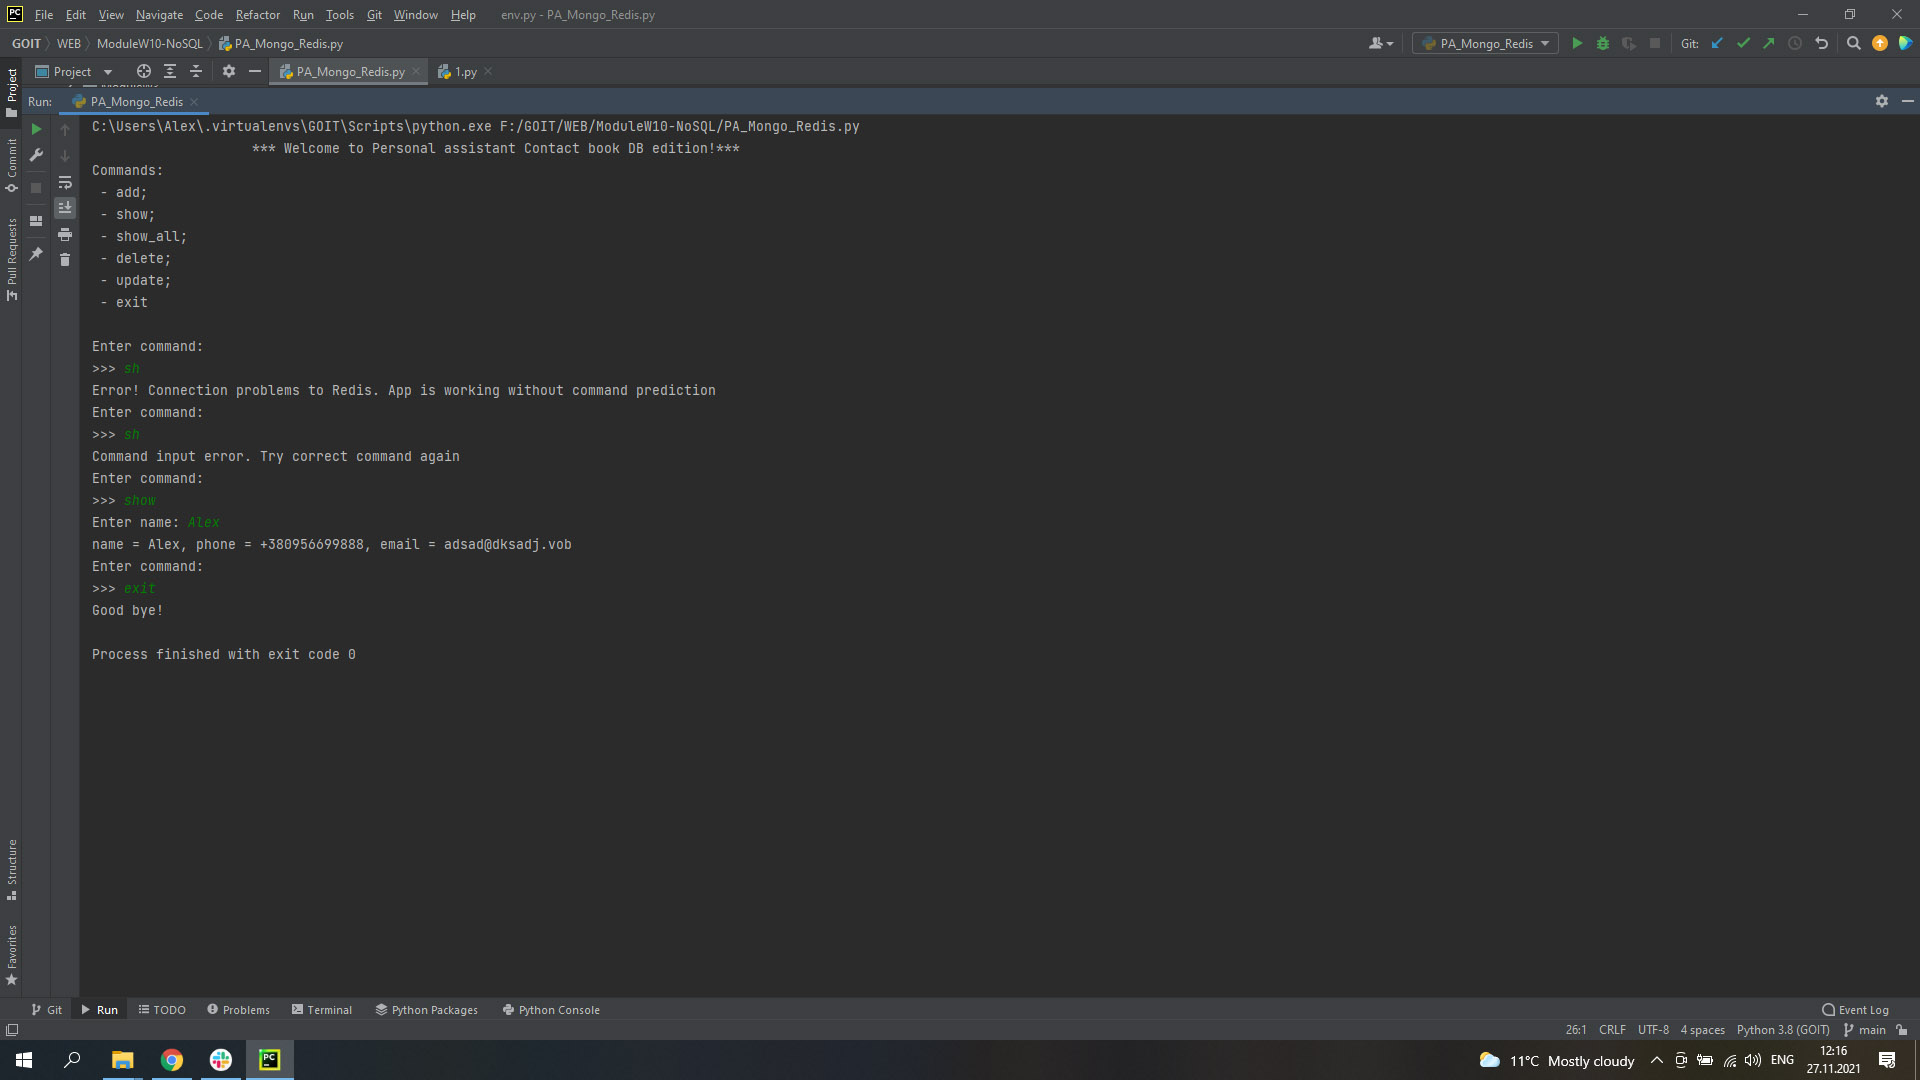 File Edit View Navigate Code Refactor Run Tools Git Window Help env.py - PA_Mongo_Redis.py
GOIT WEB ModuleW10-NoSQL PA_Mongo_Redis.py PA_Mongo_Redis Git:
Project PA_Mongo_Redis.py 1.py
Run: PA_Mongo_Redis
Project
Commit
Pull Requests
Structure
Favorites
C:\Users\Alex\.virtualenvs\GOIT\Scripts\python.exe F:/GOIT/WEB/ModuleW10-NoSQL/PA_Mongo_Redis.py
*** Welcome to Personal assistant Contact book DB edition!***
Commands:
- add;
- show;
- show_all;
- delete;
- update;
- exit
Enter command:
>>> sh
Error! Connection problems to Redis. App is working without command prediction
Enter command:
>>> sh
Command input error. Try correct command again
Enter command:
>>> show
Enter name: Alex
name = Alex, phone = +380956699888, email = adsad@dksadj.vob
Enter command:
>>> exit
Good bye!
Process finished with exit code 0
Git Run TODO Problems Terminal Python Packages Python Console Event Log
26:1 CRLF UTF-8 4 spaces Python 3.8 (GOIT) main
PC 11°C Mostly cloudy ENG 12:16
27.11.2021